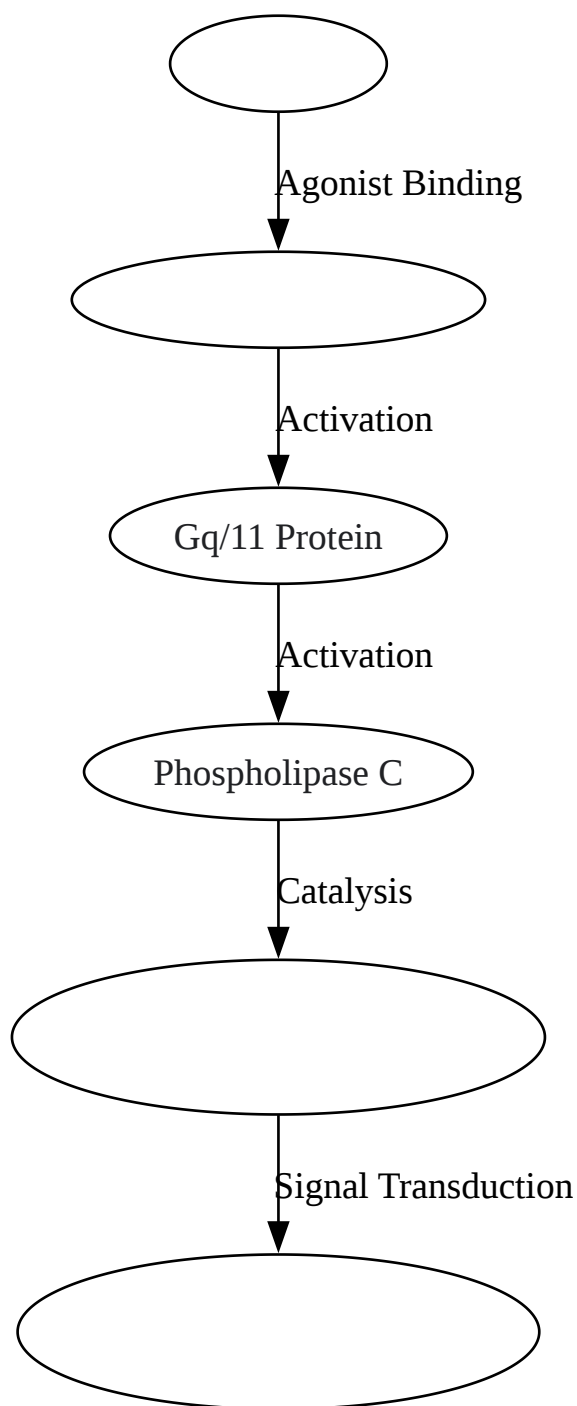 Agonist Binding
Activation
Gq/11 Protein
Activation
Phospholipase C
Catalysis
Signal Transduction